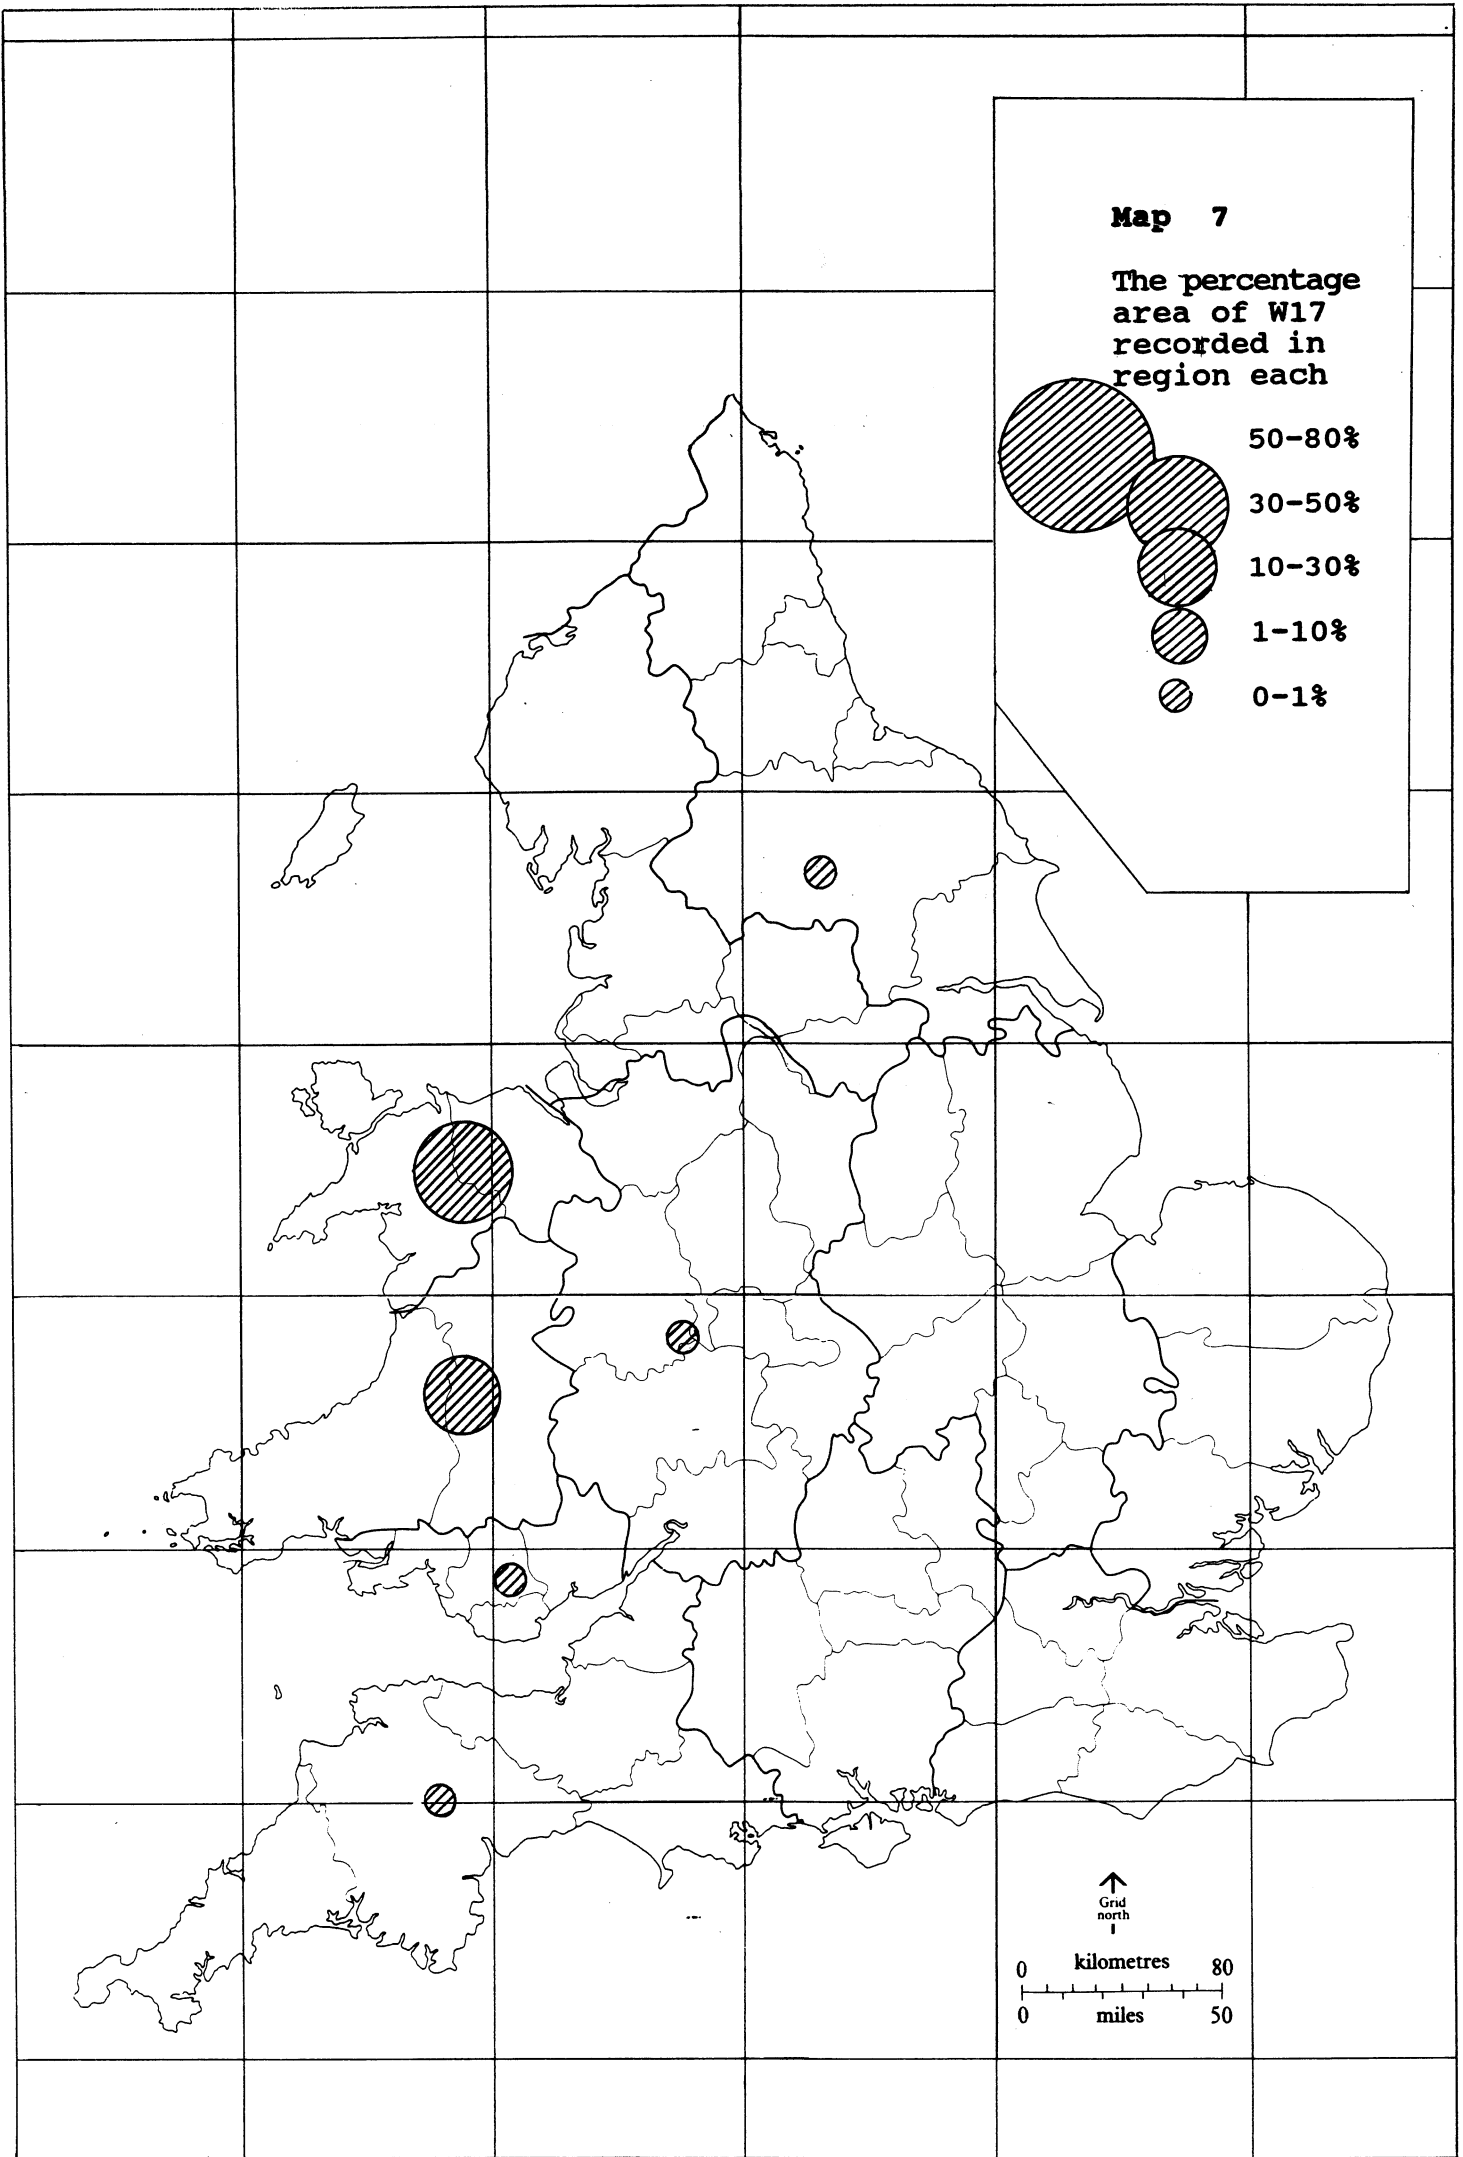 Map 7
The percentage
area of W17
recorded in
region each
50-80%
30-50%
10-30%
1-10%
0-1%
Grid
north
0 kilometres 80
0 miles 50